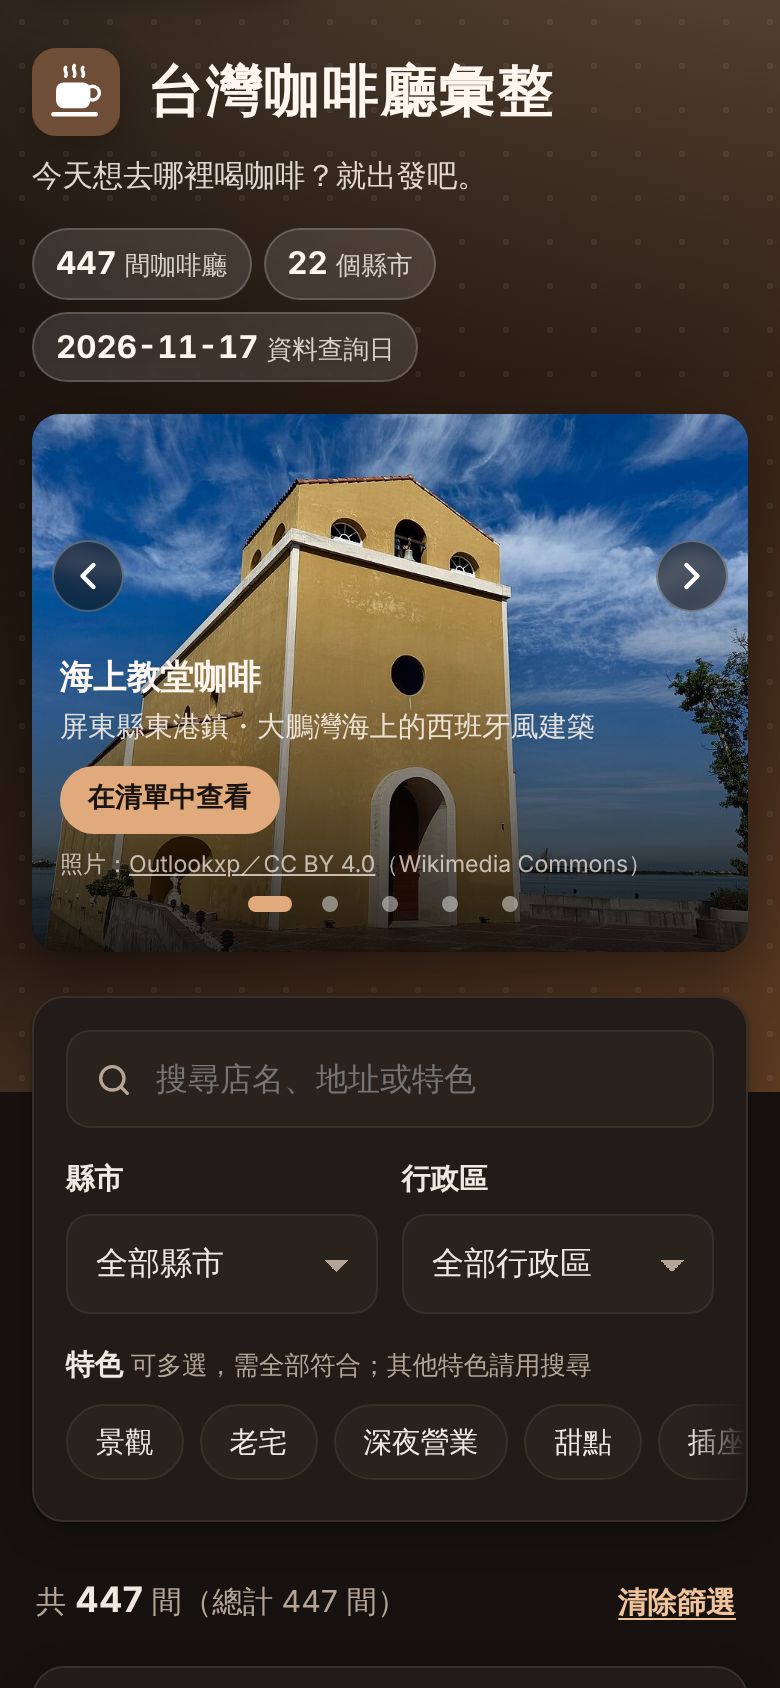 台灣咖啡廳彙整
今天想去哪裡喝咖啡？就出發吧。
447 間咖啡廳
22 個縣市
2026-11-17 資料查詢日
海上教堂咖啡
屏東縣東港鎮・大鵬灣海上的西班牙風建築
在清單中查看
照片：Outlookxp／CC BY 4.0（Wikimedia Commons）
搜尋店名、地址或特色
縣市
行政區
全部縣市
全部行政區
特色 可多選，需全部符合；其他特色請用搜尋
景觀
老宅
深夜營業
甜點
插座
共 447 間（總計 447 間）
清除篩選